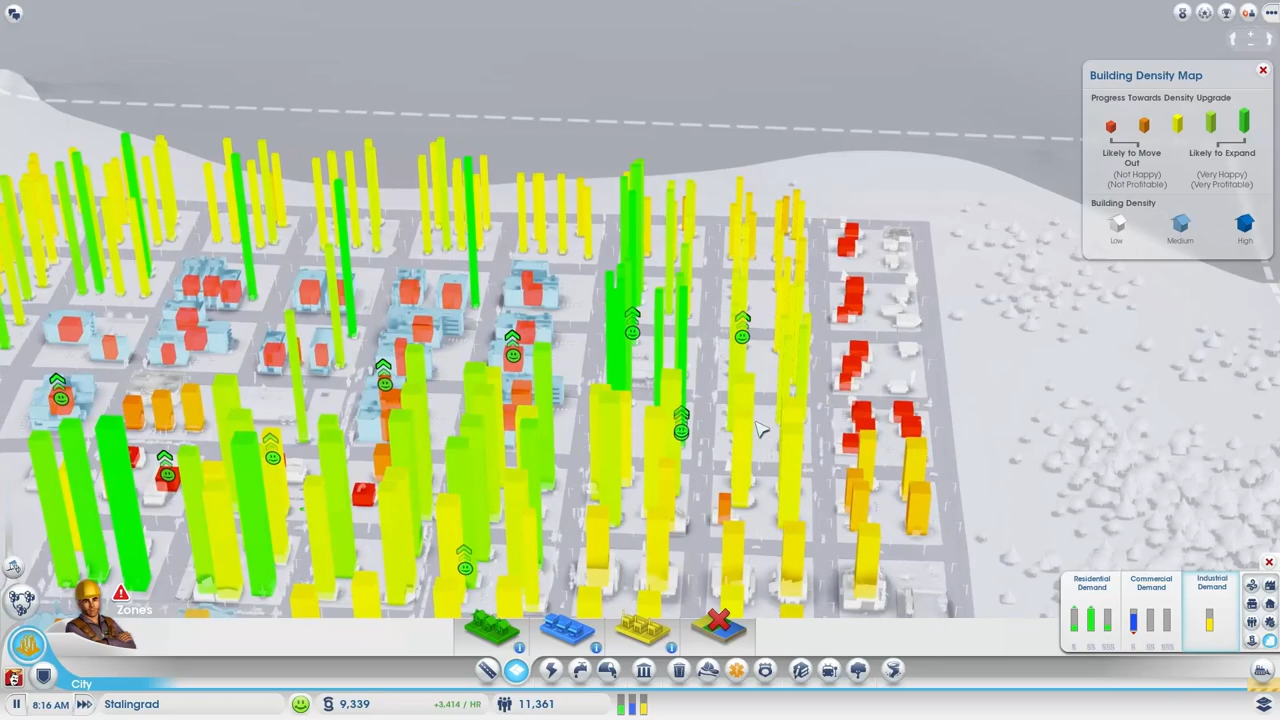 Building Density Map
Progress Towards Density Upgrade
Likely to Move Out
Likely to Expand
(Not Happy)
(Very Happy)
(Not Profitable)
(Very Profitable)
Building Density
Low
Medium
High
Residential Demand
Commercial Demand
Industrial Demand
$ $$ $$$ $ $$ $$$
Zones
City
8:16 AM
Stalingrad
9,339
+3,414 / HR
11,361